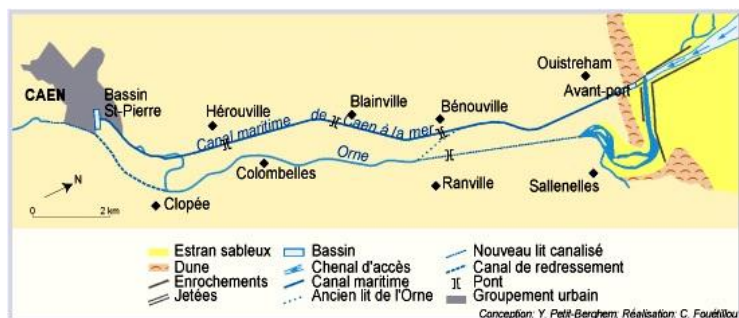 Ouistreham
Avant-port
CAEN
Bassin
St-Pierre
Hérouville
Blainville
Bénouville
Canal maritime de Caen à la mer
Orne
Colombelles
Clopée
Ranville
Sallenelles
N
0 2 km
Estran sableux
Dune
Enrochements
Jetées
Bassin
Chenal d'accès
Canal maritime
Ancien lit de l'Orne
Nouveau lit canalisé
Canal de redressement
Pont
Groupement urbain
Conception: Y. Petit-Berghem; Réalisation: C. Fouétillou